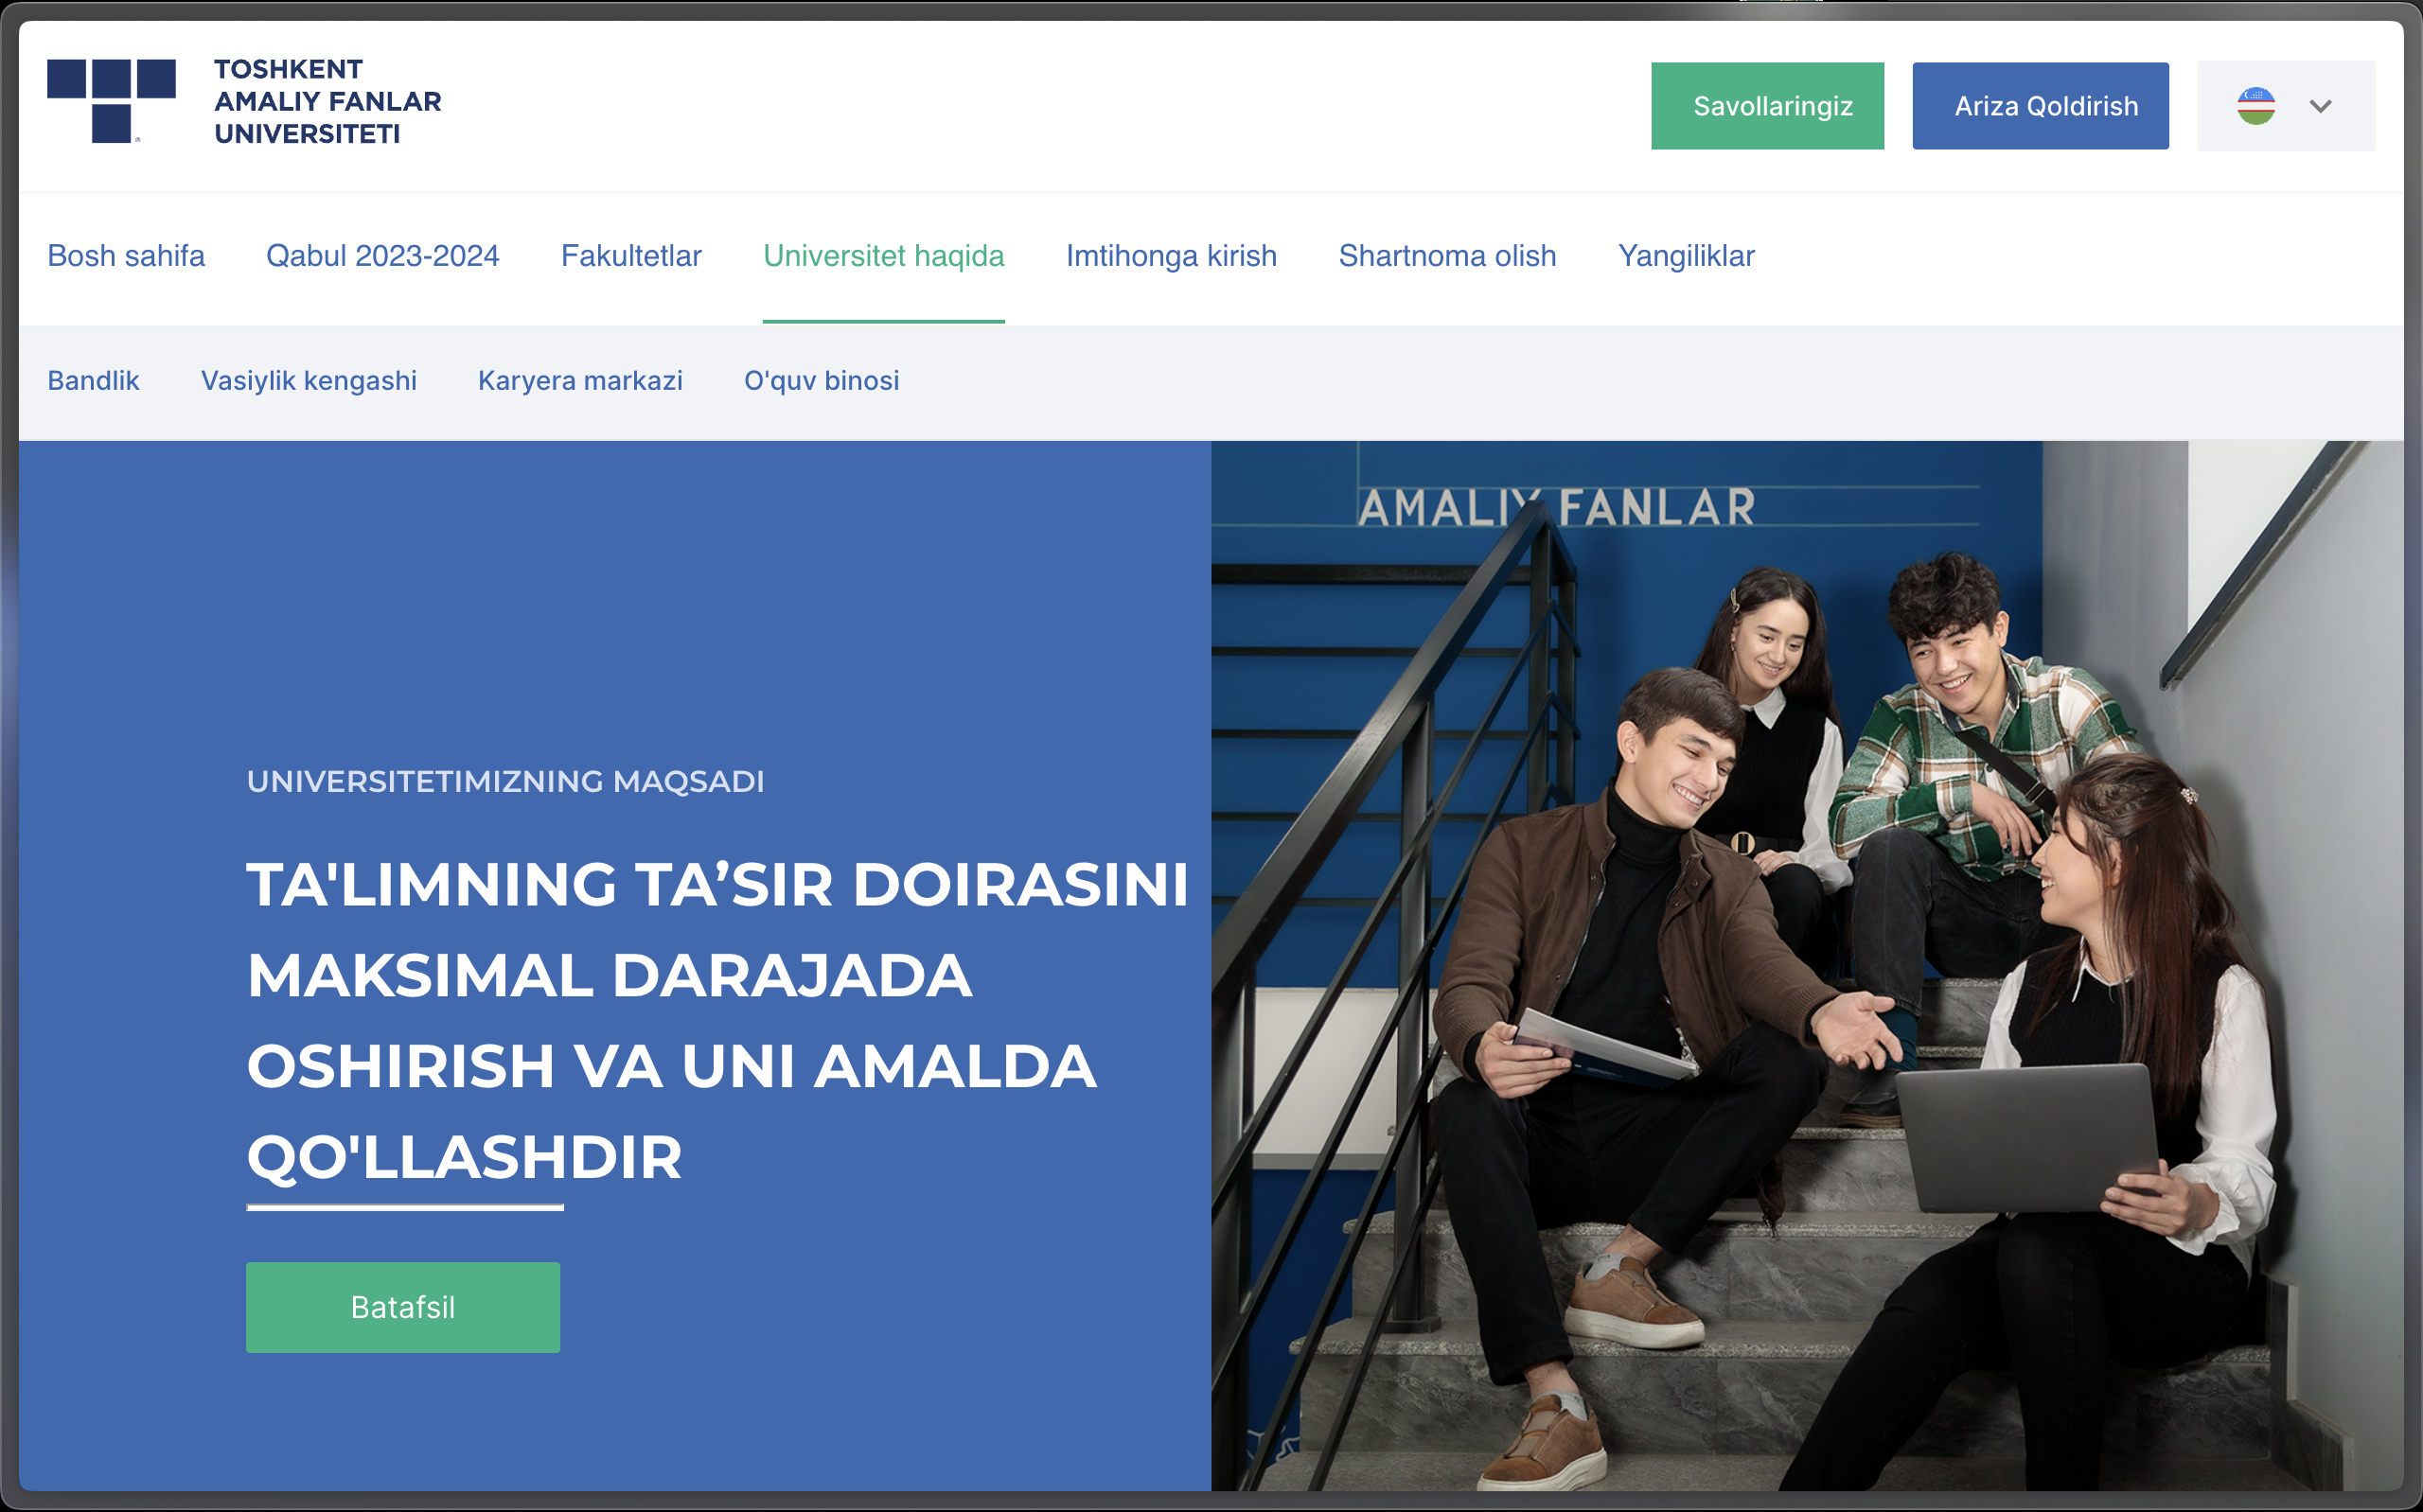 TOSHKENT
AMALIY FANLAR
UNIVERSITETI
Savollaringiz
Ariza Qoldirish
Bosh sahifa
Qabul 2023-2024
Fakultetlar
Universitet haqida
Imtihonga kirish
Shartnoma olish
Yangiliklar
Bandlik
Vasiylik kengashi
Karyera markazi
O'quv binosi
AMALIY FANLAR
UNIVERSITETIMIZNING MAQSADI
TA'LIMNING TA’SIR DOIRASINI
MAKSIMAL DARAJADA
OSHIRISH VA UNI AMALDA
QO'LLASHDIR
Batafsil